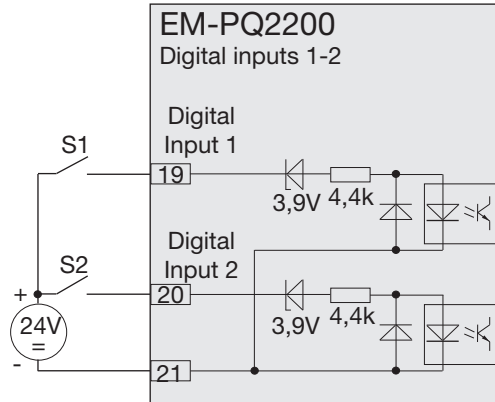 EM-PQ2200
Digital inputs 1-2
Digital
Input 1
S1
19
3,9V
4,4k
Digital
Input 2
S2
20
+
24V
=
-
3,9V
4,4k
21